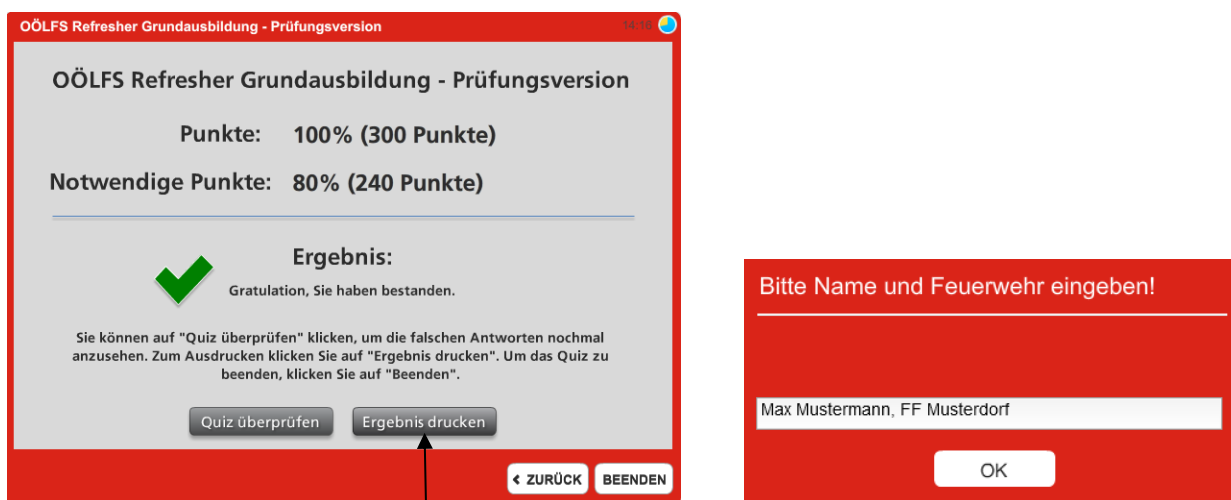 OÖLFS Refresher Grundausbildung - Prüfungsversion
14:16
OÖLFS Refresher Grundausbildung - Prüfungsversion
Punkte: 100% (300 Punkte)
Notwendige Punkte: 80% (240 Punkte)
Ergebnis:
Gratulation, Sie haben bestanden.
Sie können auf "Quiz überprüfen" klicken, um die falschen Antworten nochmal
anzusehen. Zum Ausdrucken klicken Sie auf "Ergebnis drucken". Um das Quiz zu
beenden, klicken Sie auf "Beenden".
Quiz überprüfen Ergebnis drucken
< ZURÜCK BEENDEN
Bitte Name und Feuerwehr eingeben!
Max Mustermann, FF Musterdorf
OK